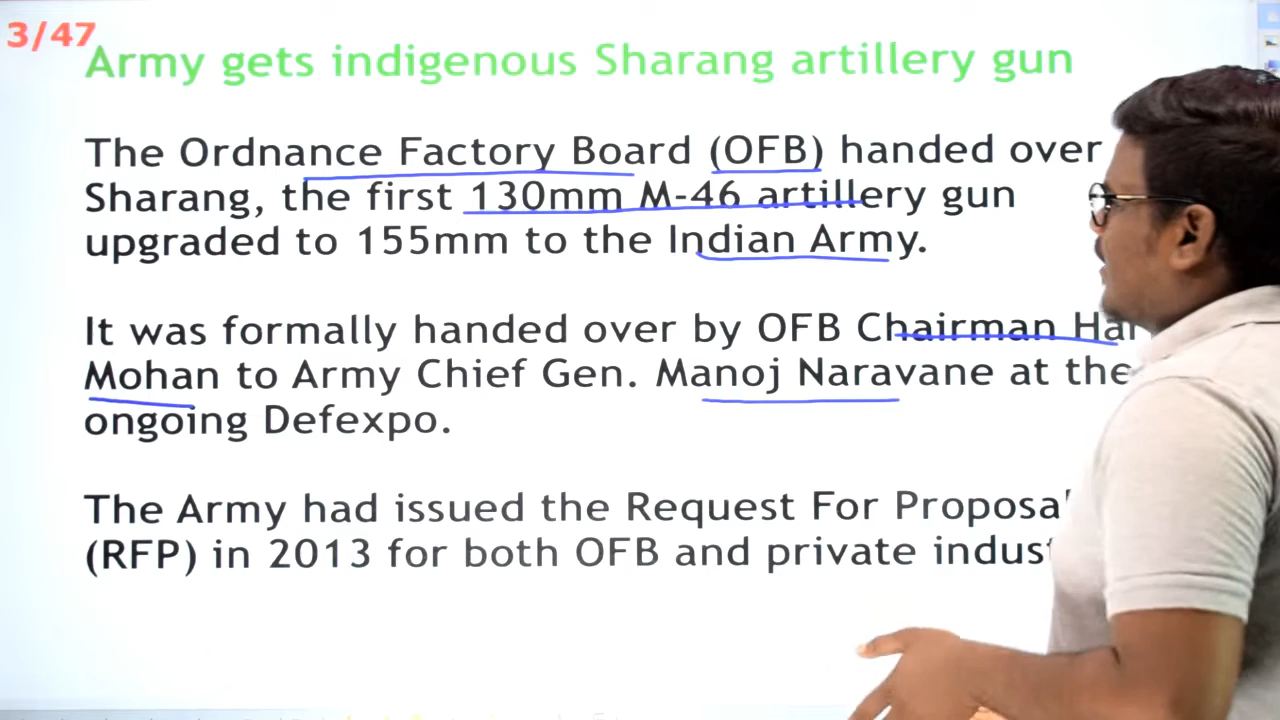 3/47
Army gets indigenous Sharang artillery gun
The Ordnance Factory Board (OFB) handed over
Sharang, the first 130mm M-46 artillery gun
upgraded to 155mm to the Indian Army.
It was formally handed over by OFB Chairman
Mohan to Army Chief Gen. Manoj Naravane at the
ongoing Defexpo.
The Army had issued the Request For Proposal
(RFP) in 2013 for both OFB and private